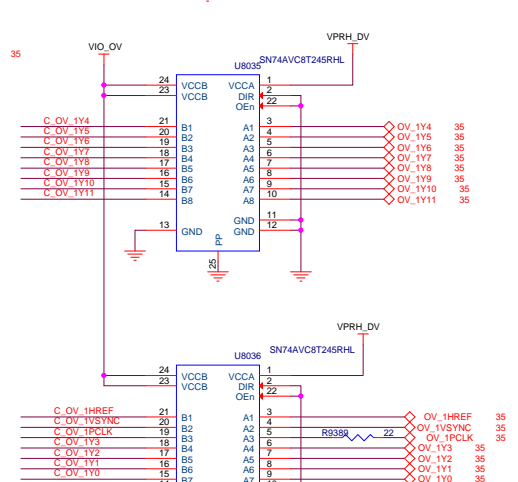 VPRH_DV
35 VIO_OV
U8035 SN74AVC8T245RHL
24 VCCB VCCA 1
23 VCCB DIR 2
OEn 22
C_OV_1Y4 21 B1 A1 3 OV_1Y4 35
C_OV_1Y5 20 B2 A2 4 OV_1Y5 35
C_OV_1Y6 19 B3 A3 5 OV_1Y6 35
C_OV_1Y7 18 B4 A4 6 OV_1Y7 35
C_OV_1Y8 17 B5 A5 7 OV_1Y8 35
C_OV_1Y9 16 B6 A6 8 OV_1Y9 35
C_OV_1Y10 15 B7 A7 9 OV_1Y10 35
C_OV_1Y11 14 B8 A8 10 OV_1Y11 35
GND 11
13 GND GND 12
PP
25
VPRH_DV
U8036 SN74AVC8T245RHL
24 VCCB VCCA 1
23 VCCB DIR 2
OEn 22
C_OV_1HREF 21 B1 A1 3 OV_1HREF 35
C_OV_1VSYNC 20 B2 A2 4 OV_1VSYNC 35
C_OV_1PCLK 19 B3 A3 5 R9389 22 OV_1PCLK 35
C_OV_1Y3 18 B4 A4 6 OV_1Y3 35
C_OV_1Y2 17 B5 A5 7 OV_1Y2 35
C_OV_1Y1 16 B6 A6 8 OV_1Y1 35
C_OV_1Y0 15 B7 A7 9 OV_1Y0 35